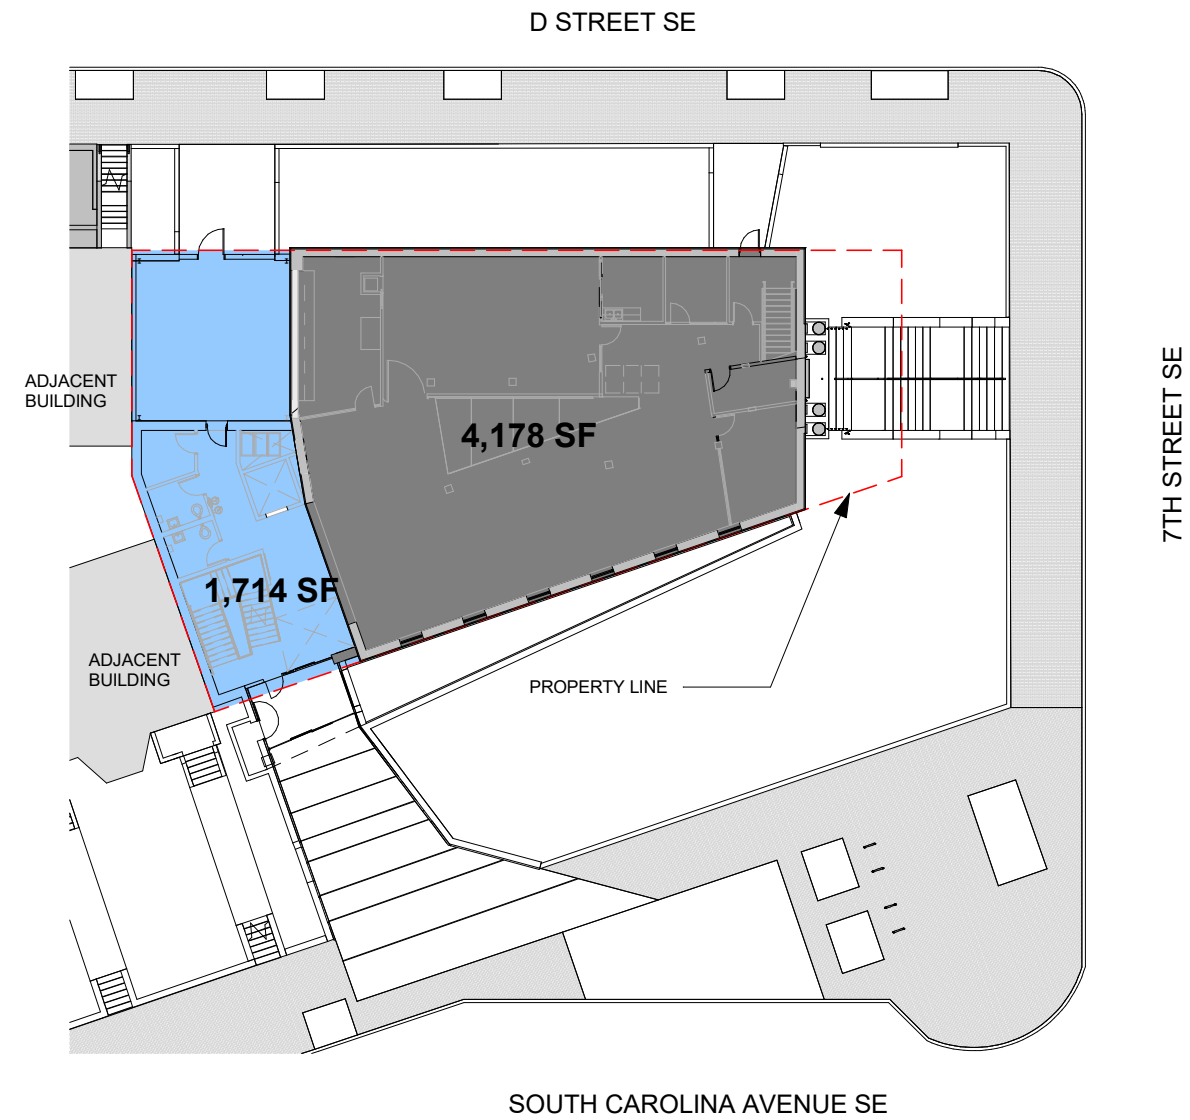 D STREET SE
ADJACENT
BUILDING
4,178 SF
7TH STREET SE
1,714 SF
ADJACENT
BUILDING
PROPERTY LINE
SOUTH CAROLINA AVENUE SE